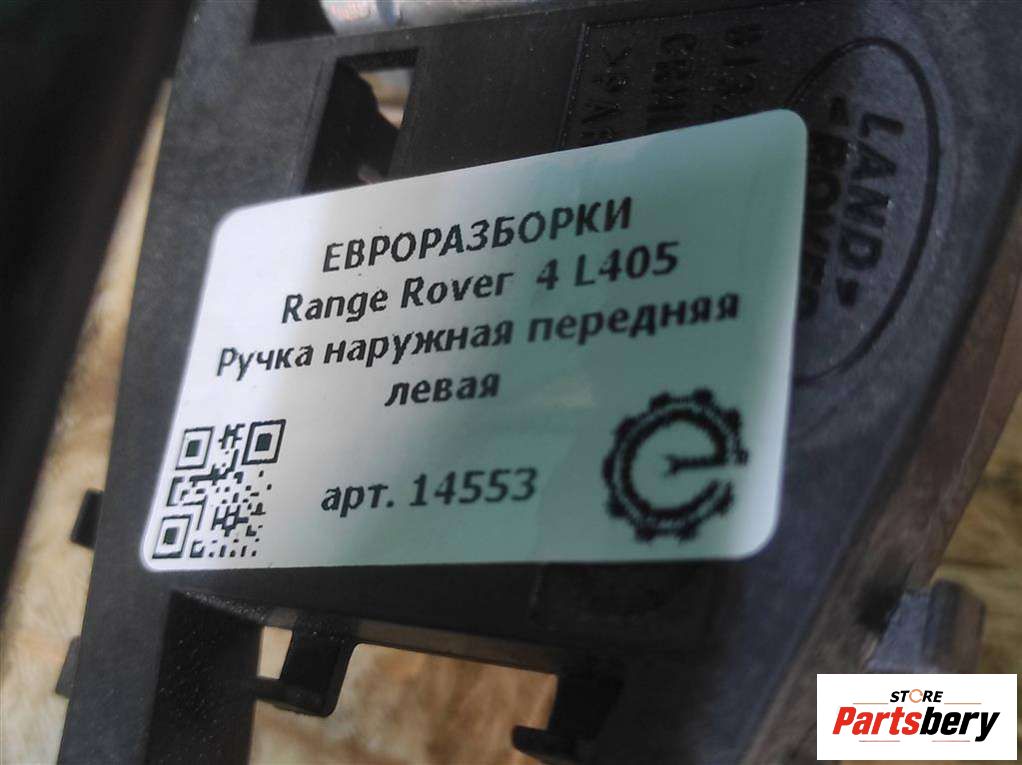 ЕВРОРАЗБОРКИ
Range Rover 4 L405
Ручка наружная передняя
левая
арт. 14553
LAND
ROVER
STORE
Partsbery